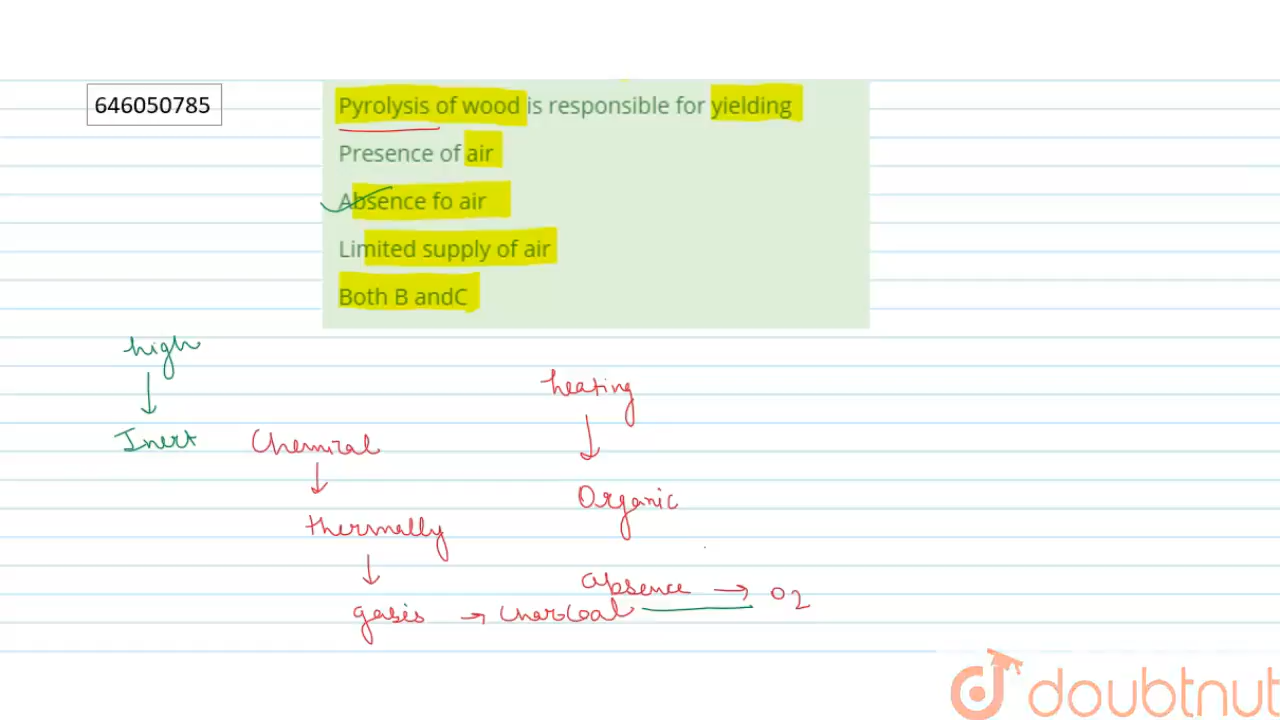 646050785
Pyrolysis of wood is responsible for yielding
Presence of air
Absence fo air
Limited supply of air
Both B andC
high
Inert
Chemical
thermally
gasis → Charcoal
heating
Organic
absence → O2
doubtnut